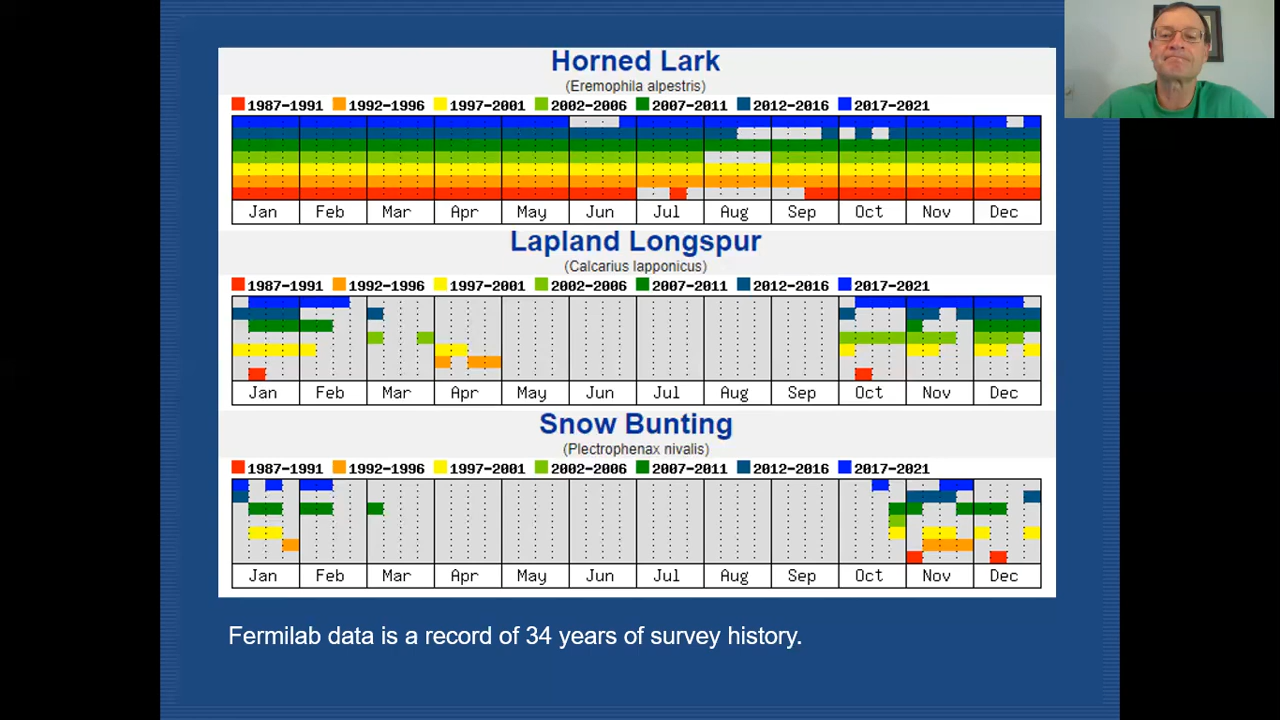 Horned Lark
(Eremophila alpestris)
1987-1991 1992-1996 1997-2001 2002-2006 2007-2011 2012-2016 2017-2021
Jan Feb Mar Apr May Jun Jul Aug Sep Oct Nov Dec
Lapland Longspur
(Calcarius lapponicus)
1987-1991 1992-1996 1997-2001 2002-2006 2007-2011 2012-2016 2017-2021
Jan Feb Mar Apr May Jun Jul Aug Sep Oct Nov Dec
Snow Bunting
(Plectrophenax nivalis)
1987-1991 1992-1996 1997-2001 2002-2006 2007-2011 2012-2016 2017-2021
Jan Feb Mar Apr May Jun Jul Aug Sep Oct Nov Dec
Fermilab data is a record of 34 years of survey history.